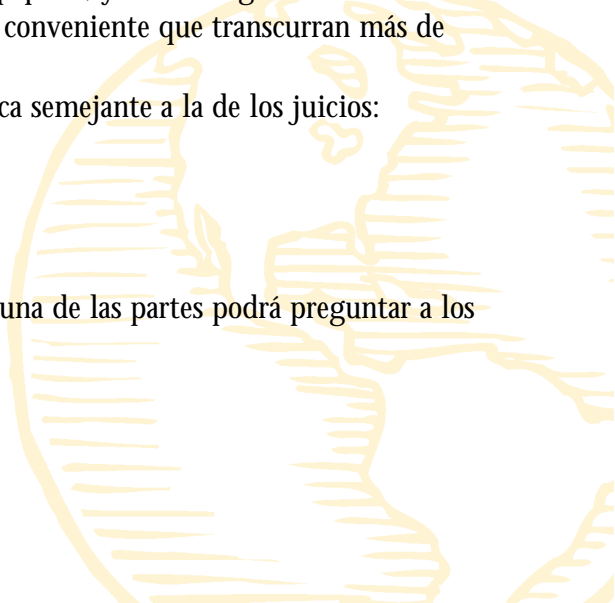 conveniente que transcurran más de
ca semejante a la de los juicios:
una de las partes podrá preguntar a los